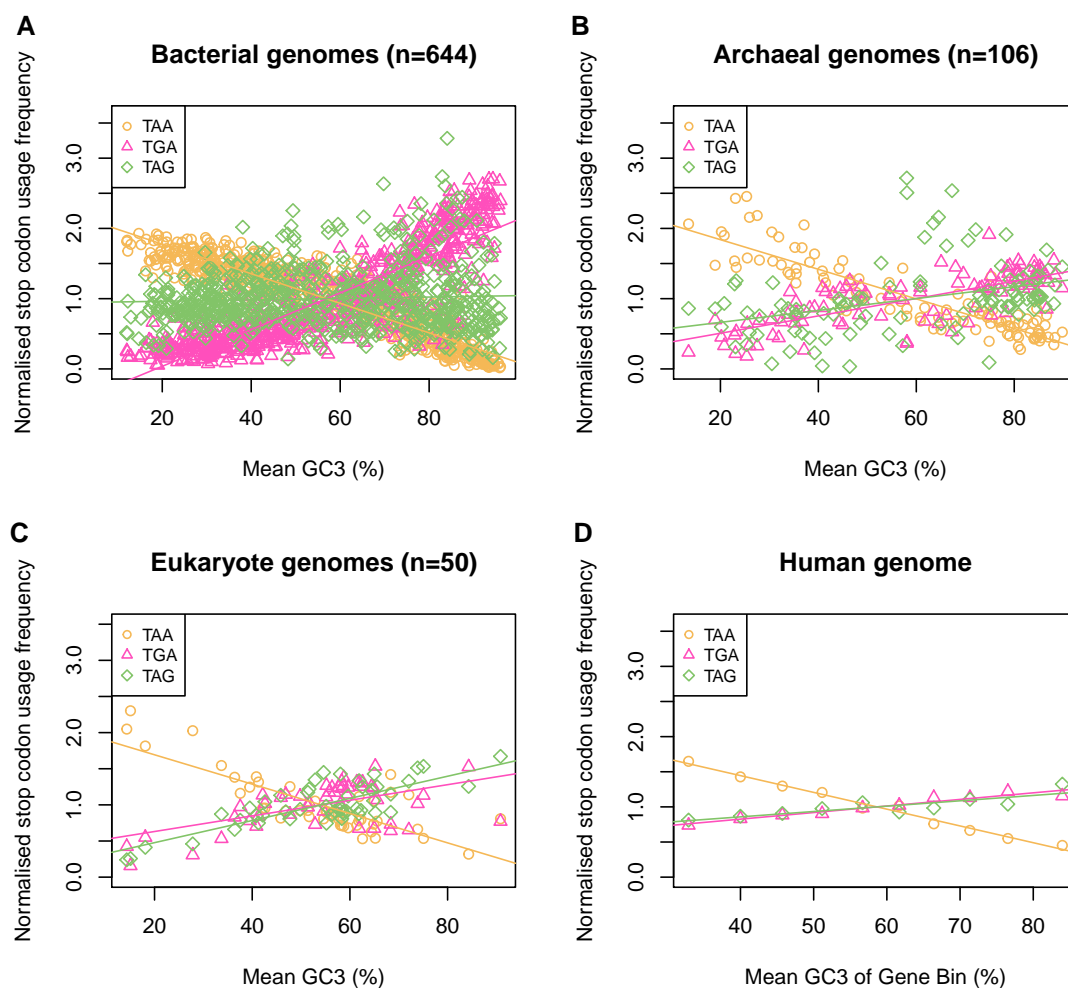 A
Bacterial genomes (n=644)
Normalised stop codon usage frequency
TAA
TGA
TAG
0.0 1.0 2.0 3.0
20 40 60 80
Mean GC3 (%)
B
Archaeal genomes (n=106)
Normalised stop codon usage frequency
TAA
TGA
TAG
0.0 1.0 2.0 3.0
20 40 60 80
Mean GC3 (%)
C
Eukaryote genomes (n=50)
Normalised stop codon usage frequency
TAA
TGA
TAG
0.0 1.0 2.0 3.0
20 40 60 80
Mean GC3 (%)
D
Human genome
Normalised stop codon usage frequency
TAA
TGA
TAG
0.0 1.0 2.0 3.0
40 50 60 70 80
Mean GC3 of Gene Bin (%)